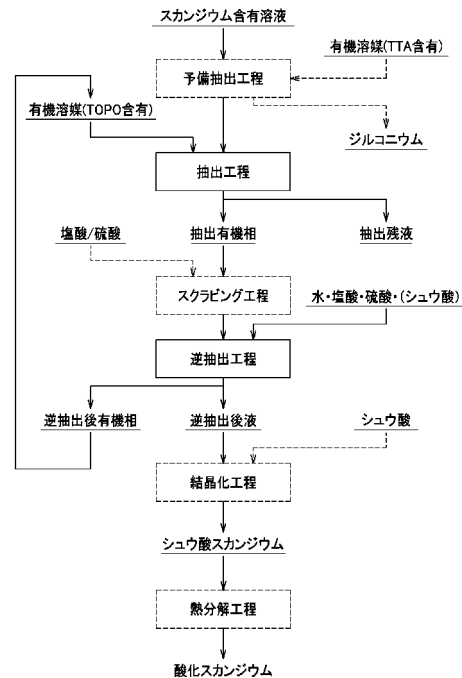 スカンジウム含有溶液
有機溶媒(TTA含有)
予備抽出工程
有機溶媒(TOPO含有)
ジルコニウム
抽出工程
塩酸/硫酸
抽出有機相
抽出残液
スクラビング工程
水・塩酸・硫酸・(シュウ酸)
逆抽出工程
逆抽出後有機相
逆抽出後液
シュウ酸
結晶化工程
シュウ酸スカンジウム
熱分解工程
酸化スカンジウム